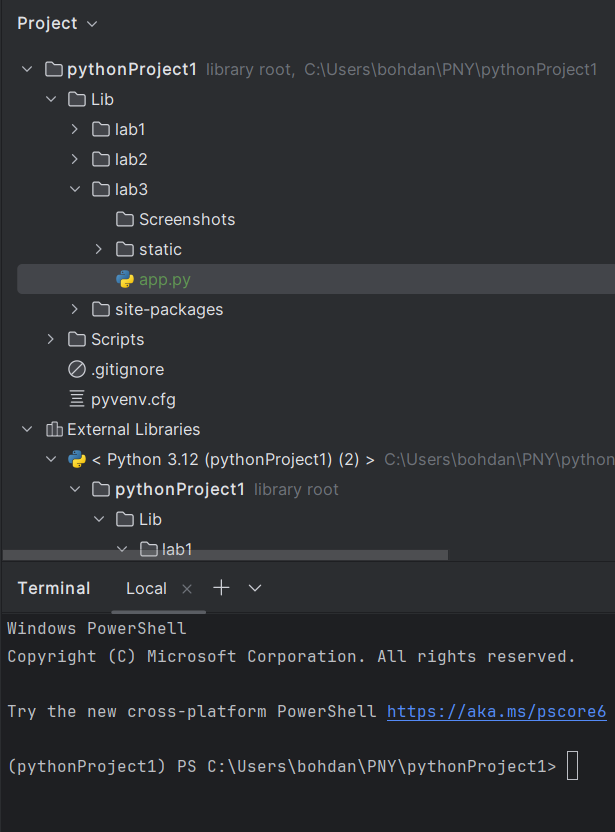 Project
pythonProject1 library root, C:\Users\bohdan\PNY\pythonProject1
Lib
lab1
lab2
lab3
Screenshots
static
app.py
site-packages
Scripts
.gitignore
pyvenv.cfg
External Libraries
< Python 3.12 (pythonProject1) (2) > C:\Users\bohdan\PNY\python
pythonProject1 library root
Lib
lab1
Terminal Local
Windows PowerShell
Copyright (C) Microsoft Corporation. All rights reserved.
Try the new cross-platform PowerShell https://aka.ms/pscore6
(pythonProject1) PS C:\Users\bohdan\PNY\pythonProject1>